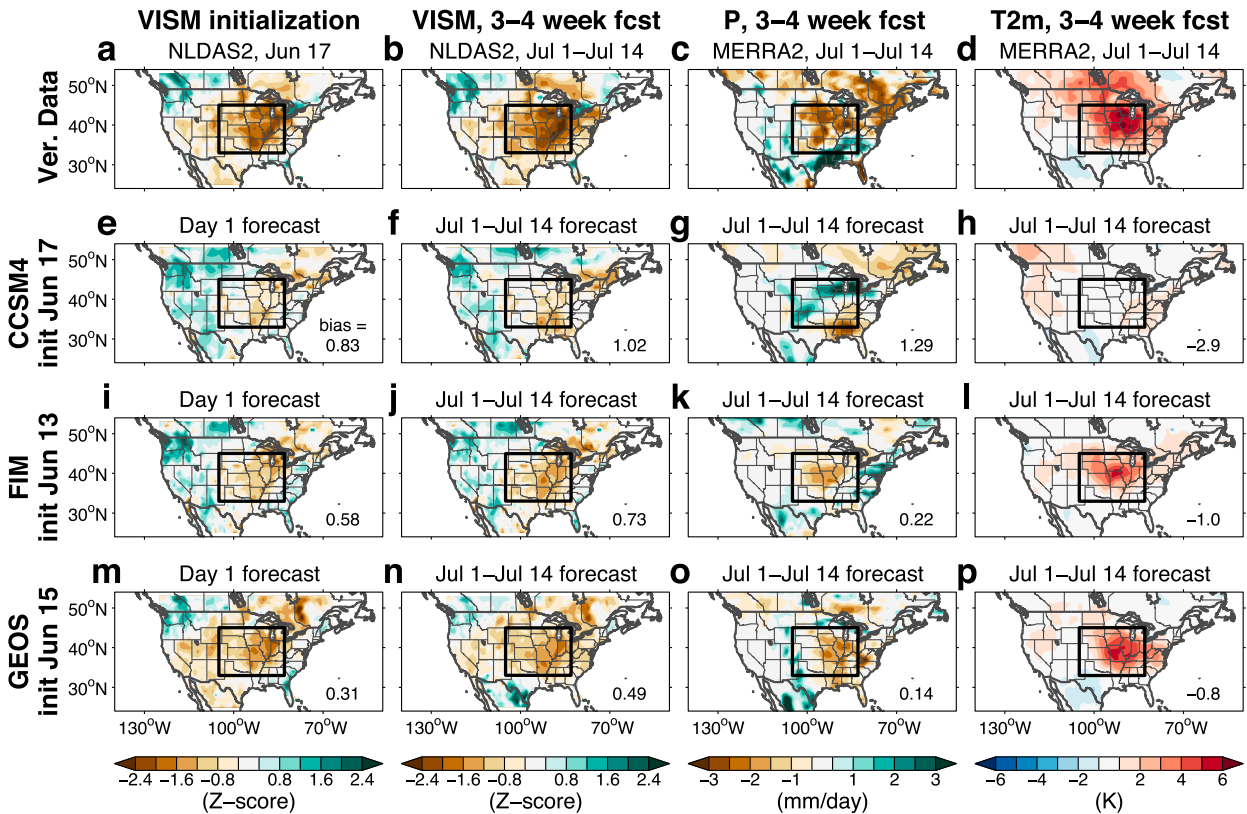 VISM initialization VISM, 3–4 week fcst P, 3–4 week fcst T2m, 3–4 week fcst
a NLDAS2, Jun 17 b NLDAS2, Jul 1–Jul 14 c MERRA2, Jul 1–Jul 14 d MERRA2, Jul 1–Jul 14
Ver. Data
50°N
40°N
30°N
e Day 1 forecast f Jul 1–Jul 14 forecast g Jul 1–Jul 14 forecast h Jul 1–Jul 14 forecast
CCSM4
init Jun 17
50°N
40°N
30°N
bias =
0.83 1.02 1.29 −2.9
i Day 1 forecast j Jul 1–Jul 14 forecast k Jul 1–Jul 14 forecast l Jul 1–Jul 14 forecast
FIM
init Jun 13
50°N
40°N
30°N
0.58 0.73 0.22 −1.0
m Day 1 forecast n Jul 1–Jul 14 forecast o Jul 1–Jul 14 forecast p Jul 1–Jul 14 forecast
GEOS
init Jun 15
50°N
40°N
30°N
0.31 0.49 0.14 −0.8
130°W 100°W 70°W 130°W 100°W 70°W 130°W 100°W 70°W 130°W 100°W 70°W
−2.4 −1.6 −0.8 0.8 1.6 2.4 −2.4 −1.6 −0.8 0.8 1.6 2.4 −3 −2 −1 1 2 3 −6 −4 −2 2 4 6
(Z−score) (Z−score) (mm/day) (K)